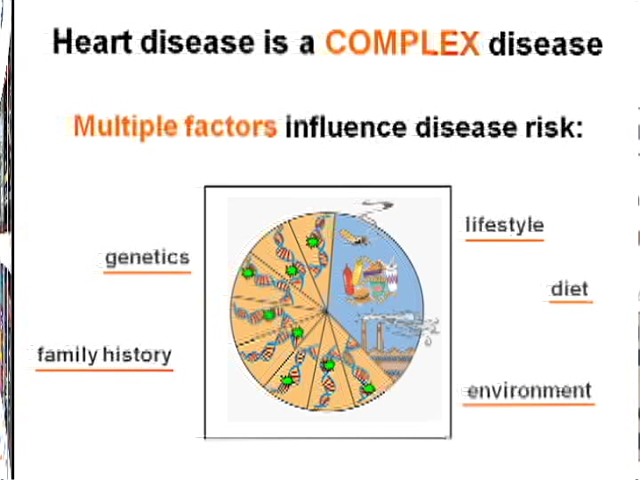 Heart disease is a COMPLEX disease
Multiple factors influence disease risk:
lifestyle
genetics
diet
family history
environment